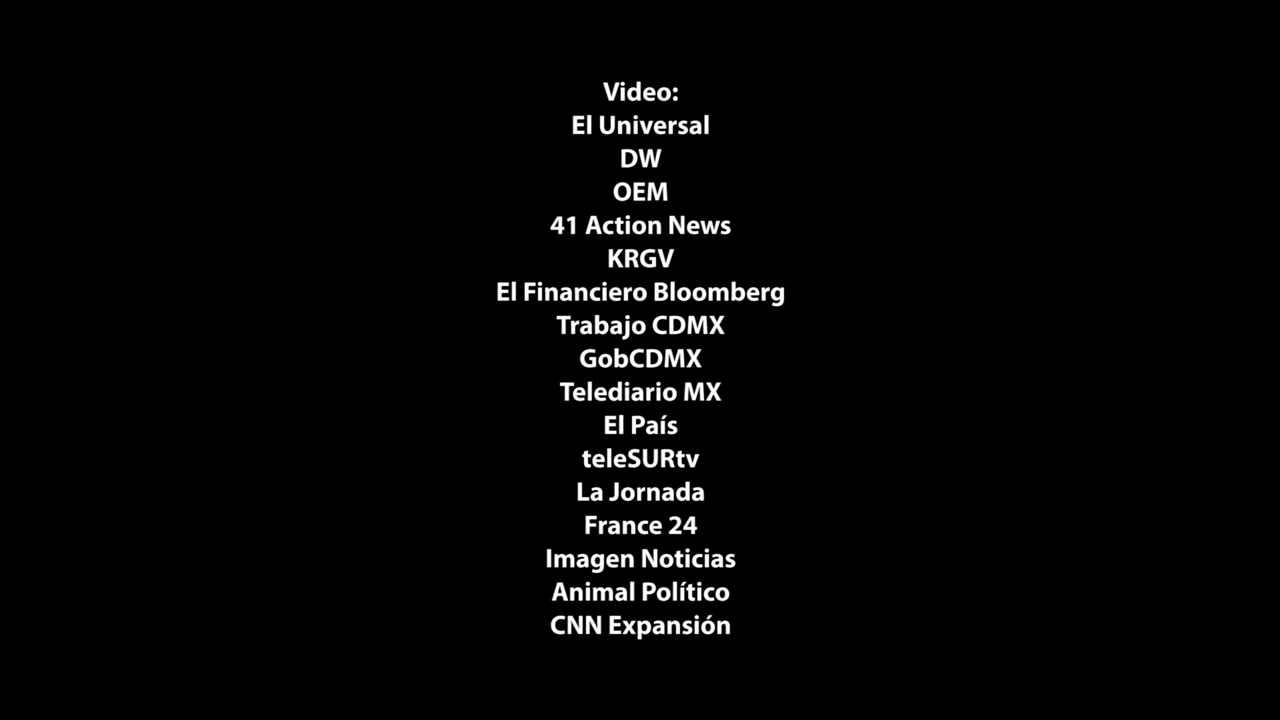 Video:
El Universal
DW
OEM
41 Action News
KRGV
El Financiero Bloomberg
Trabajo CDMX
GobCDMX
Telediario MX
El País
teleSURtv
La Jornada
France 24
Imagen Noticias
Animal Político
CNN Expansión